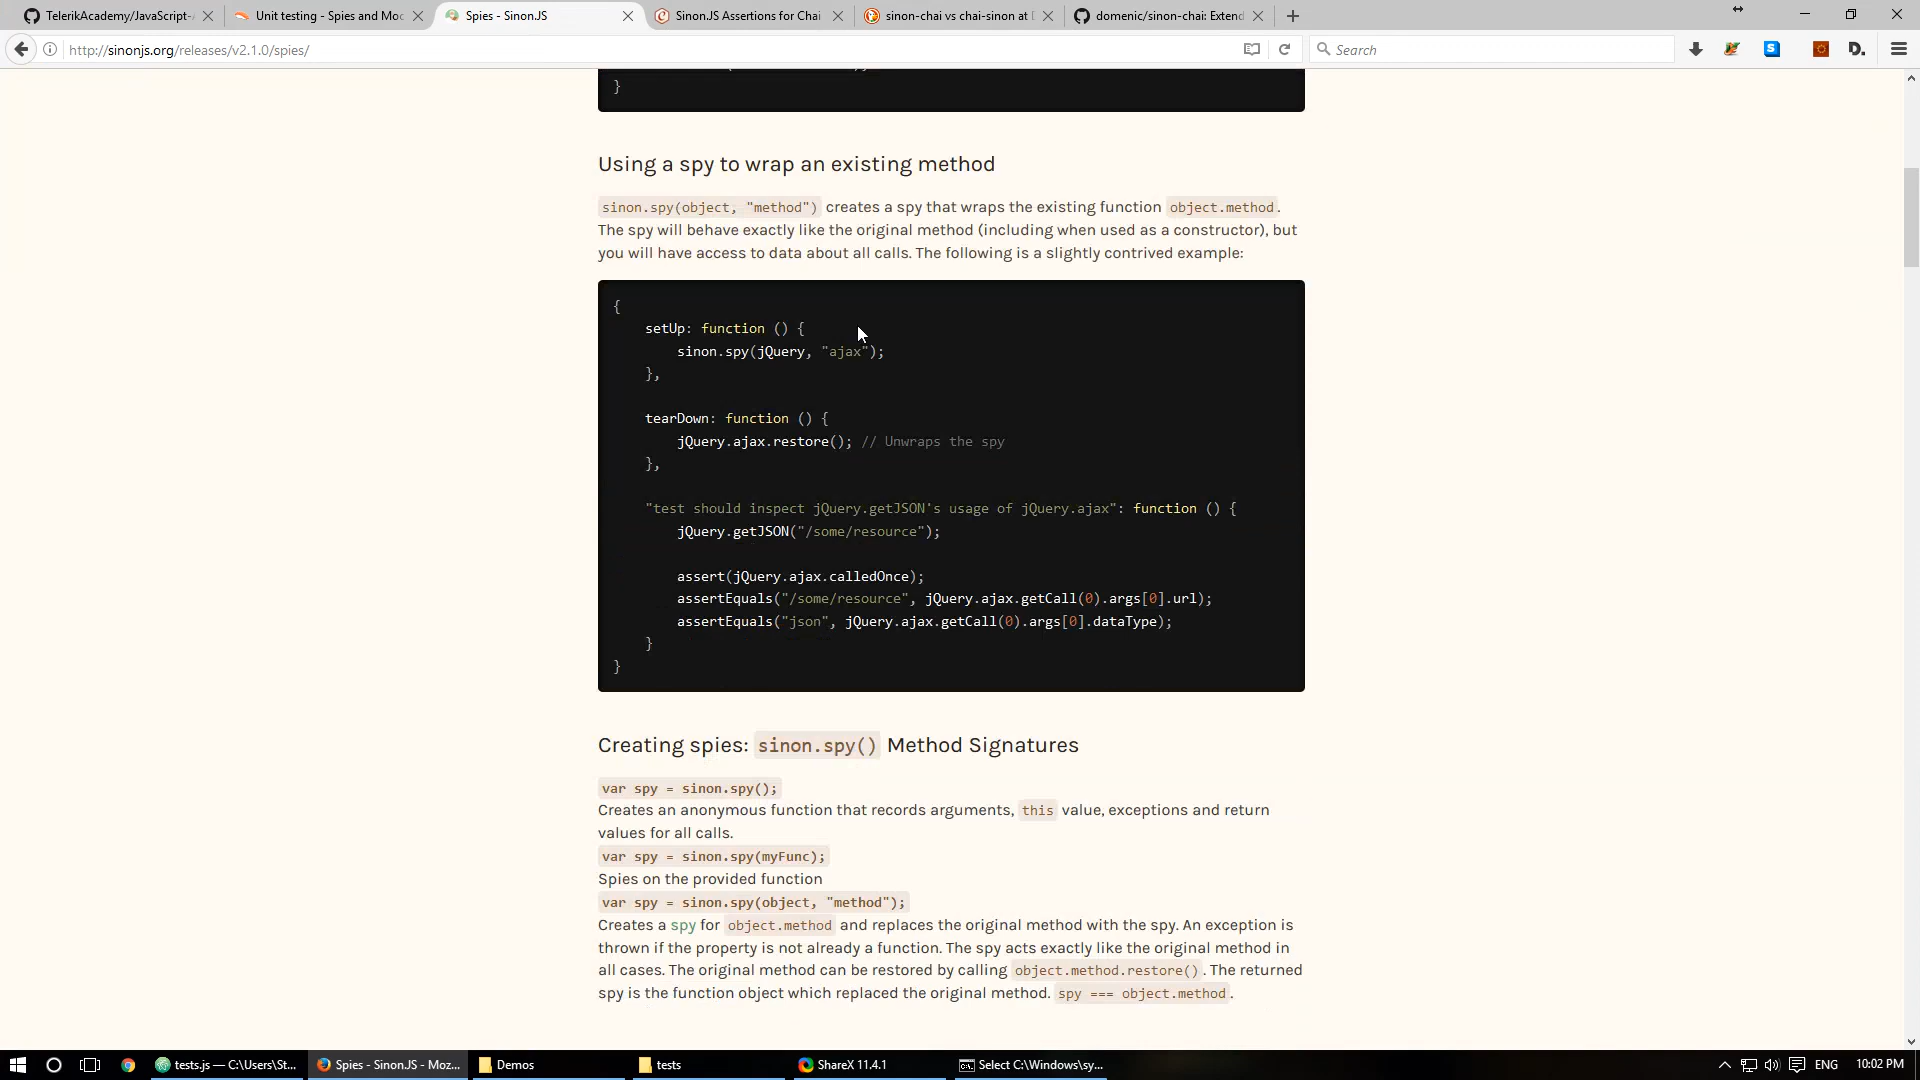 TelerikAcademy/JavaScript-
Unit testing - Spies and Moc
Spies - SinonJS
Sinon.JS Assertions for Chai
sinon-chai vs chai-sinon at
domenic/sinon-chai: Extend
http://sinonjs.org/releases/v2.1.0/spies/
Search
}
Using a spy to wrap an existing method
sinon.spy(object, "method") creates a spy that wraps the existing function object.method.
The spy will behave exactly like the original method (including when used as a constructor), but
you will have access to data about all calls. The following is a slightly contrived example:
{
setUp: function () {
sinon.spy(jQuery, "ajax");
},
tearDown: function () {
jQuery.ajax.restore(); // Unwraps the spy
},
"test should inspect jQuery.getJSON's usage of jQuery.ajax": function () {
jQuery.getJSON("/some/resource");
assert(jQuery.ajax.calledOnce);
assertEquals("/some/resource", jQuery.ajax.getCall(0).args[0].url);
assertEquals("json", jQuery.ajax.getCall(0).args[0].dataType);
}
}
Creating spies: sinon.spy() Method Signatures
var spy = sinon.spy();
Creates an anonymous function that records arguments, this value, exceptions and return
values for all calls.
var spy = sinon.spy(myFunc);
Spies on the provided function
var spy = sinon.spy(object, "method");
Creates a spy for object.method and replaces the original method with the spy. An exception is
thrown if the property is not already a function. The spy acts exactly like the original method in
all cases. The original method can be restored by calling object.method.restore(). The returned
spy is the function object which replaced the original method. spy === object.method.
tests.js — C:\Users\St...
Spies - SinonJS - Moz...
Demos
tests
ShareX 11.4.1
Select C:\Windows\sy...
ENG
10:02 PM